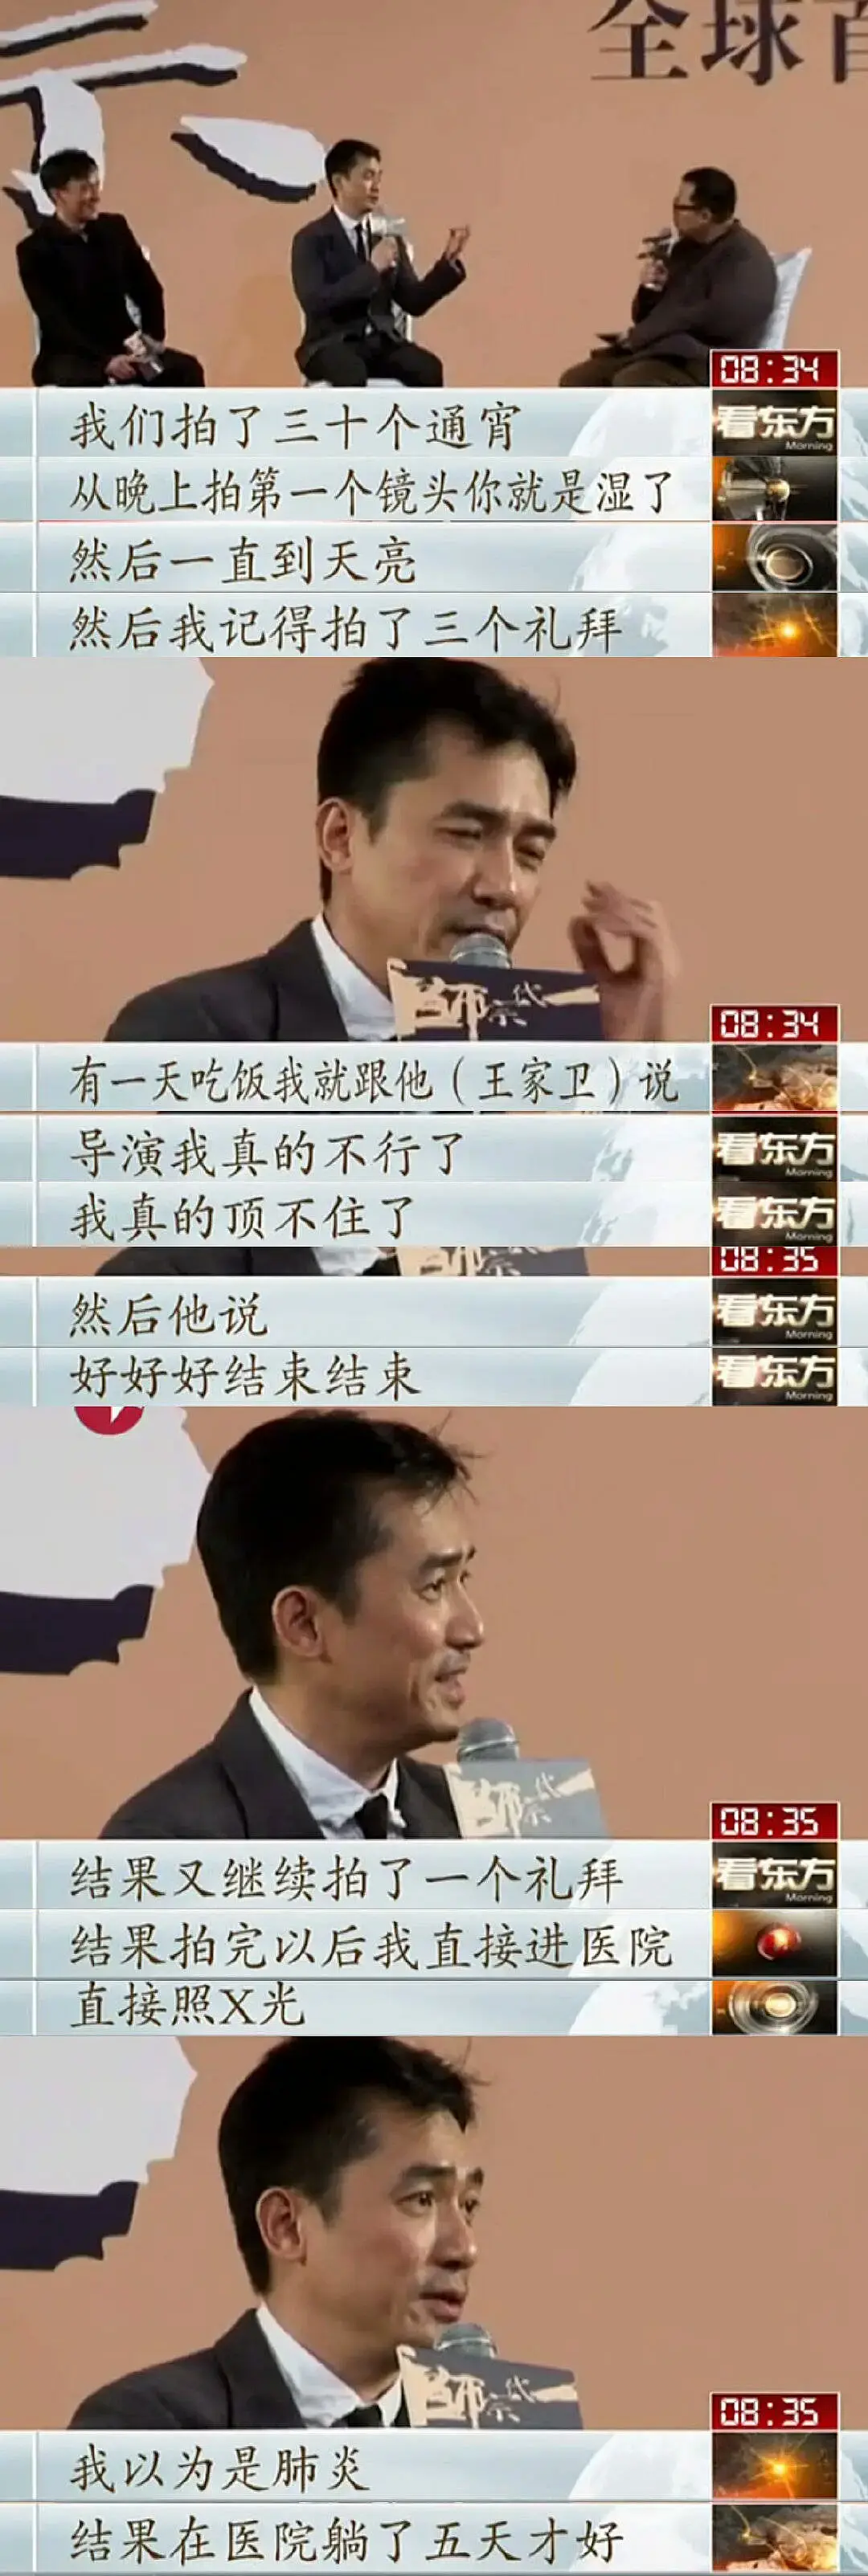 全球首
08:34
我们拍了三十个通宵
看东方
Morning
从晚上拍第一个镜头你就是湿了
然后一直到天亮
然后我记得拍了三个礼拜
师宗代
08:34
有一天吃饭我就跟他（王家卫）说
导演我真的不行了
看东方
Morning
我真的顶不住了
看东方
Morning
08:35
然后他说
看东方
Morning
好好好结束结束
看东方
Morning
师宗代
08:35
结果又继续拍了一个礼拜
看东方
Morning
结果拍完以后我直接进医院
直接照X光
师宗代
08:35
我以为是肺炎
结果在医院躺了五天才好